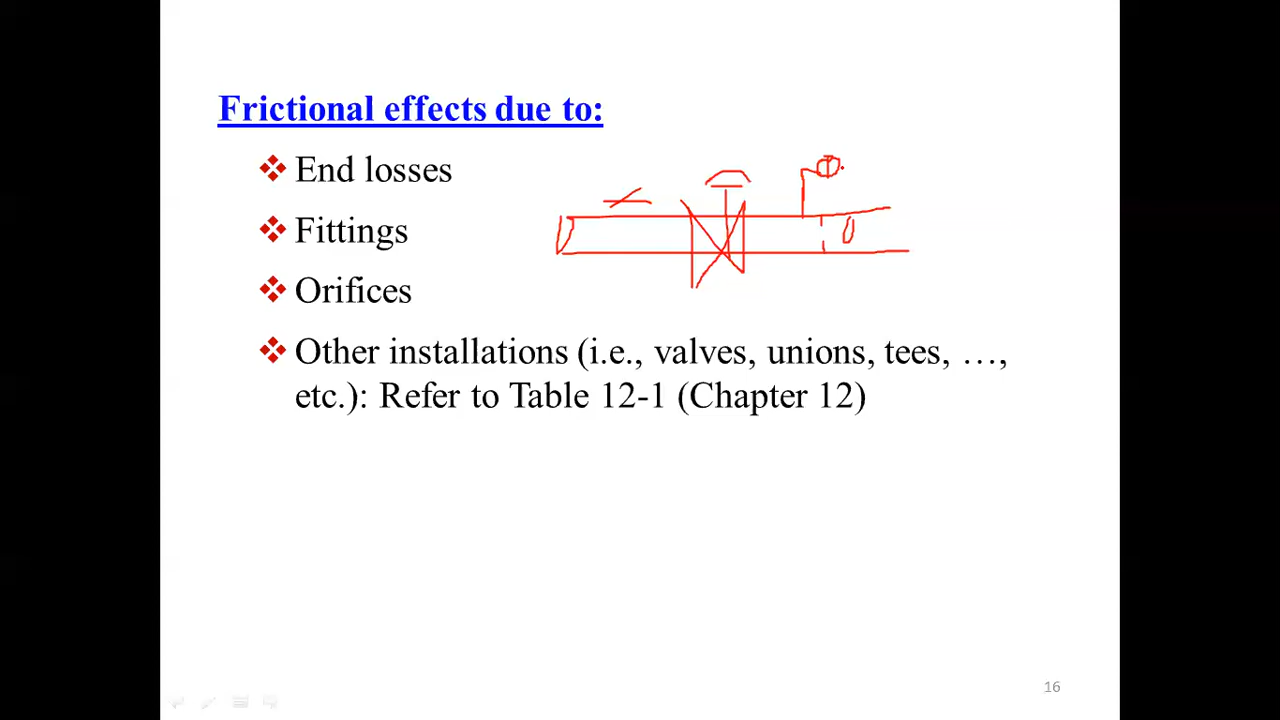 Frictional effects due to:
❖ End losses
❖ Fittings
❖ Orifices
❖ Other installations (i.e., valves, unions, tees, …,
etc.): Refer to Table 12-1 (Chapter 12)
16